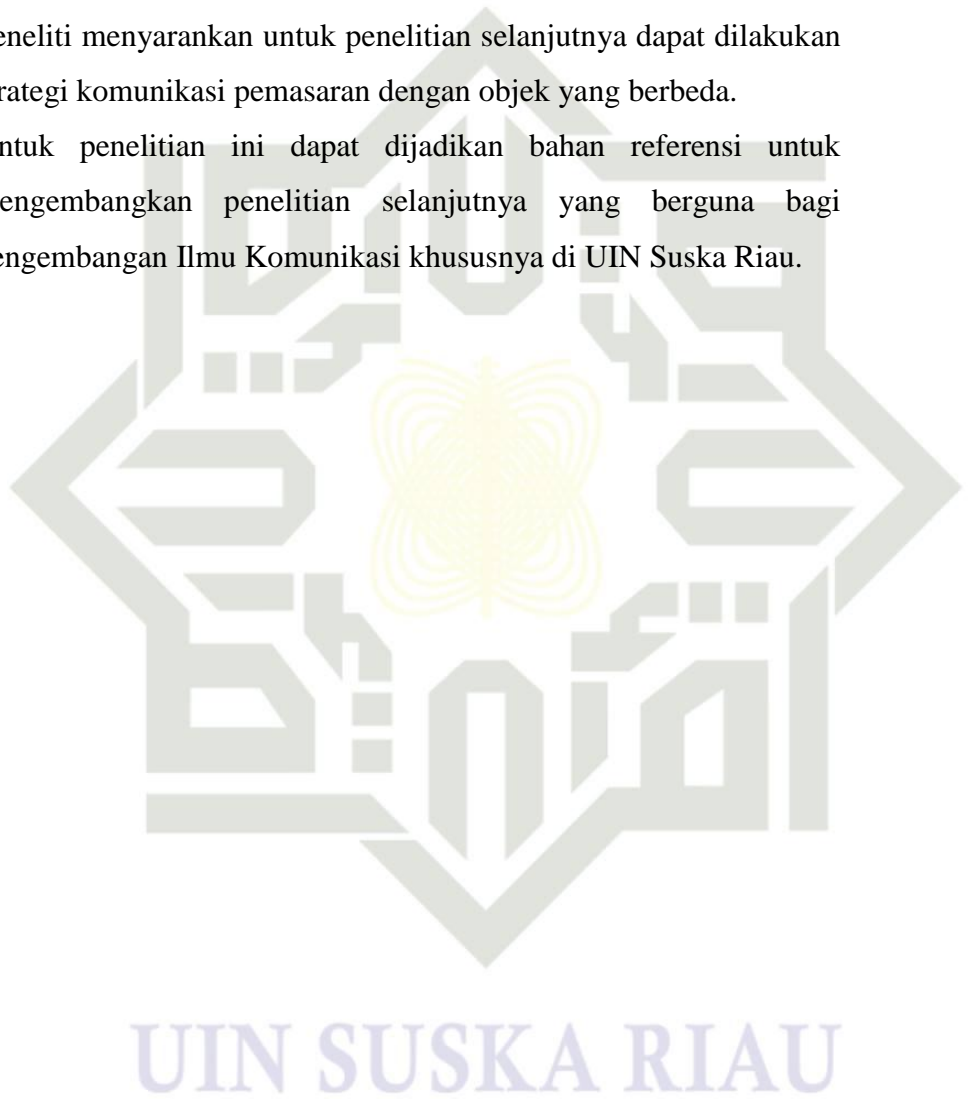 eneliti menyarankan untuk penelitian selanjutnya dapat dilakukan
rategi komunikasi pemasaran dengan objek yang berbeda.
ntuk penelitian ini dapat dijadikan bahan referensi untuk
engembangkan penelitian selanjutnya yang berguna bagi
engembangan Ilmu Komunikasi khususnya di UIN Suska Riau.
UIN SUSKA RIAU